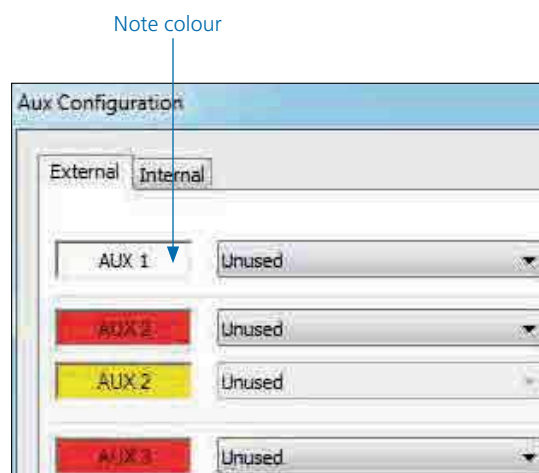 Note colour
Aux Configuration
External Internal
AUX 1 Unused
AUX 2 Unused
AUX 2 Unused
AUX 3 Unused